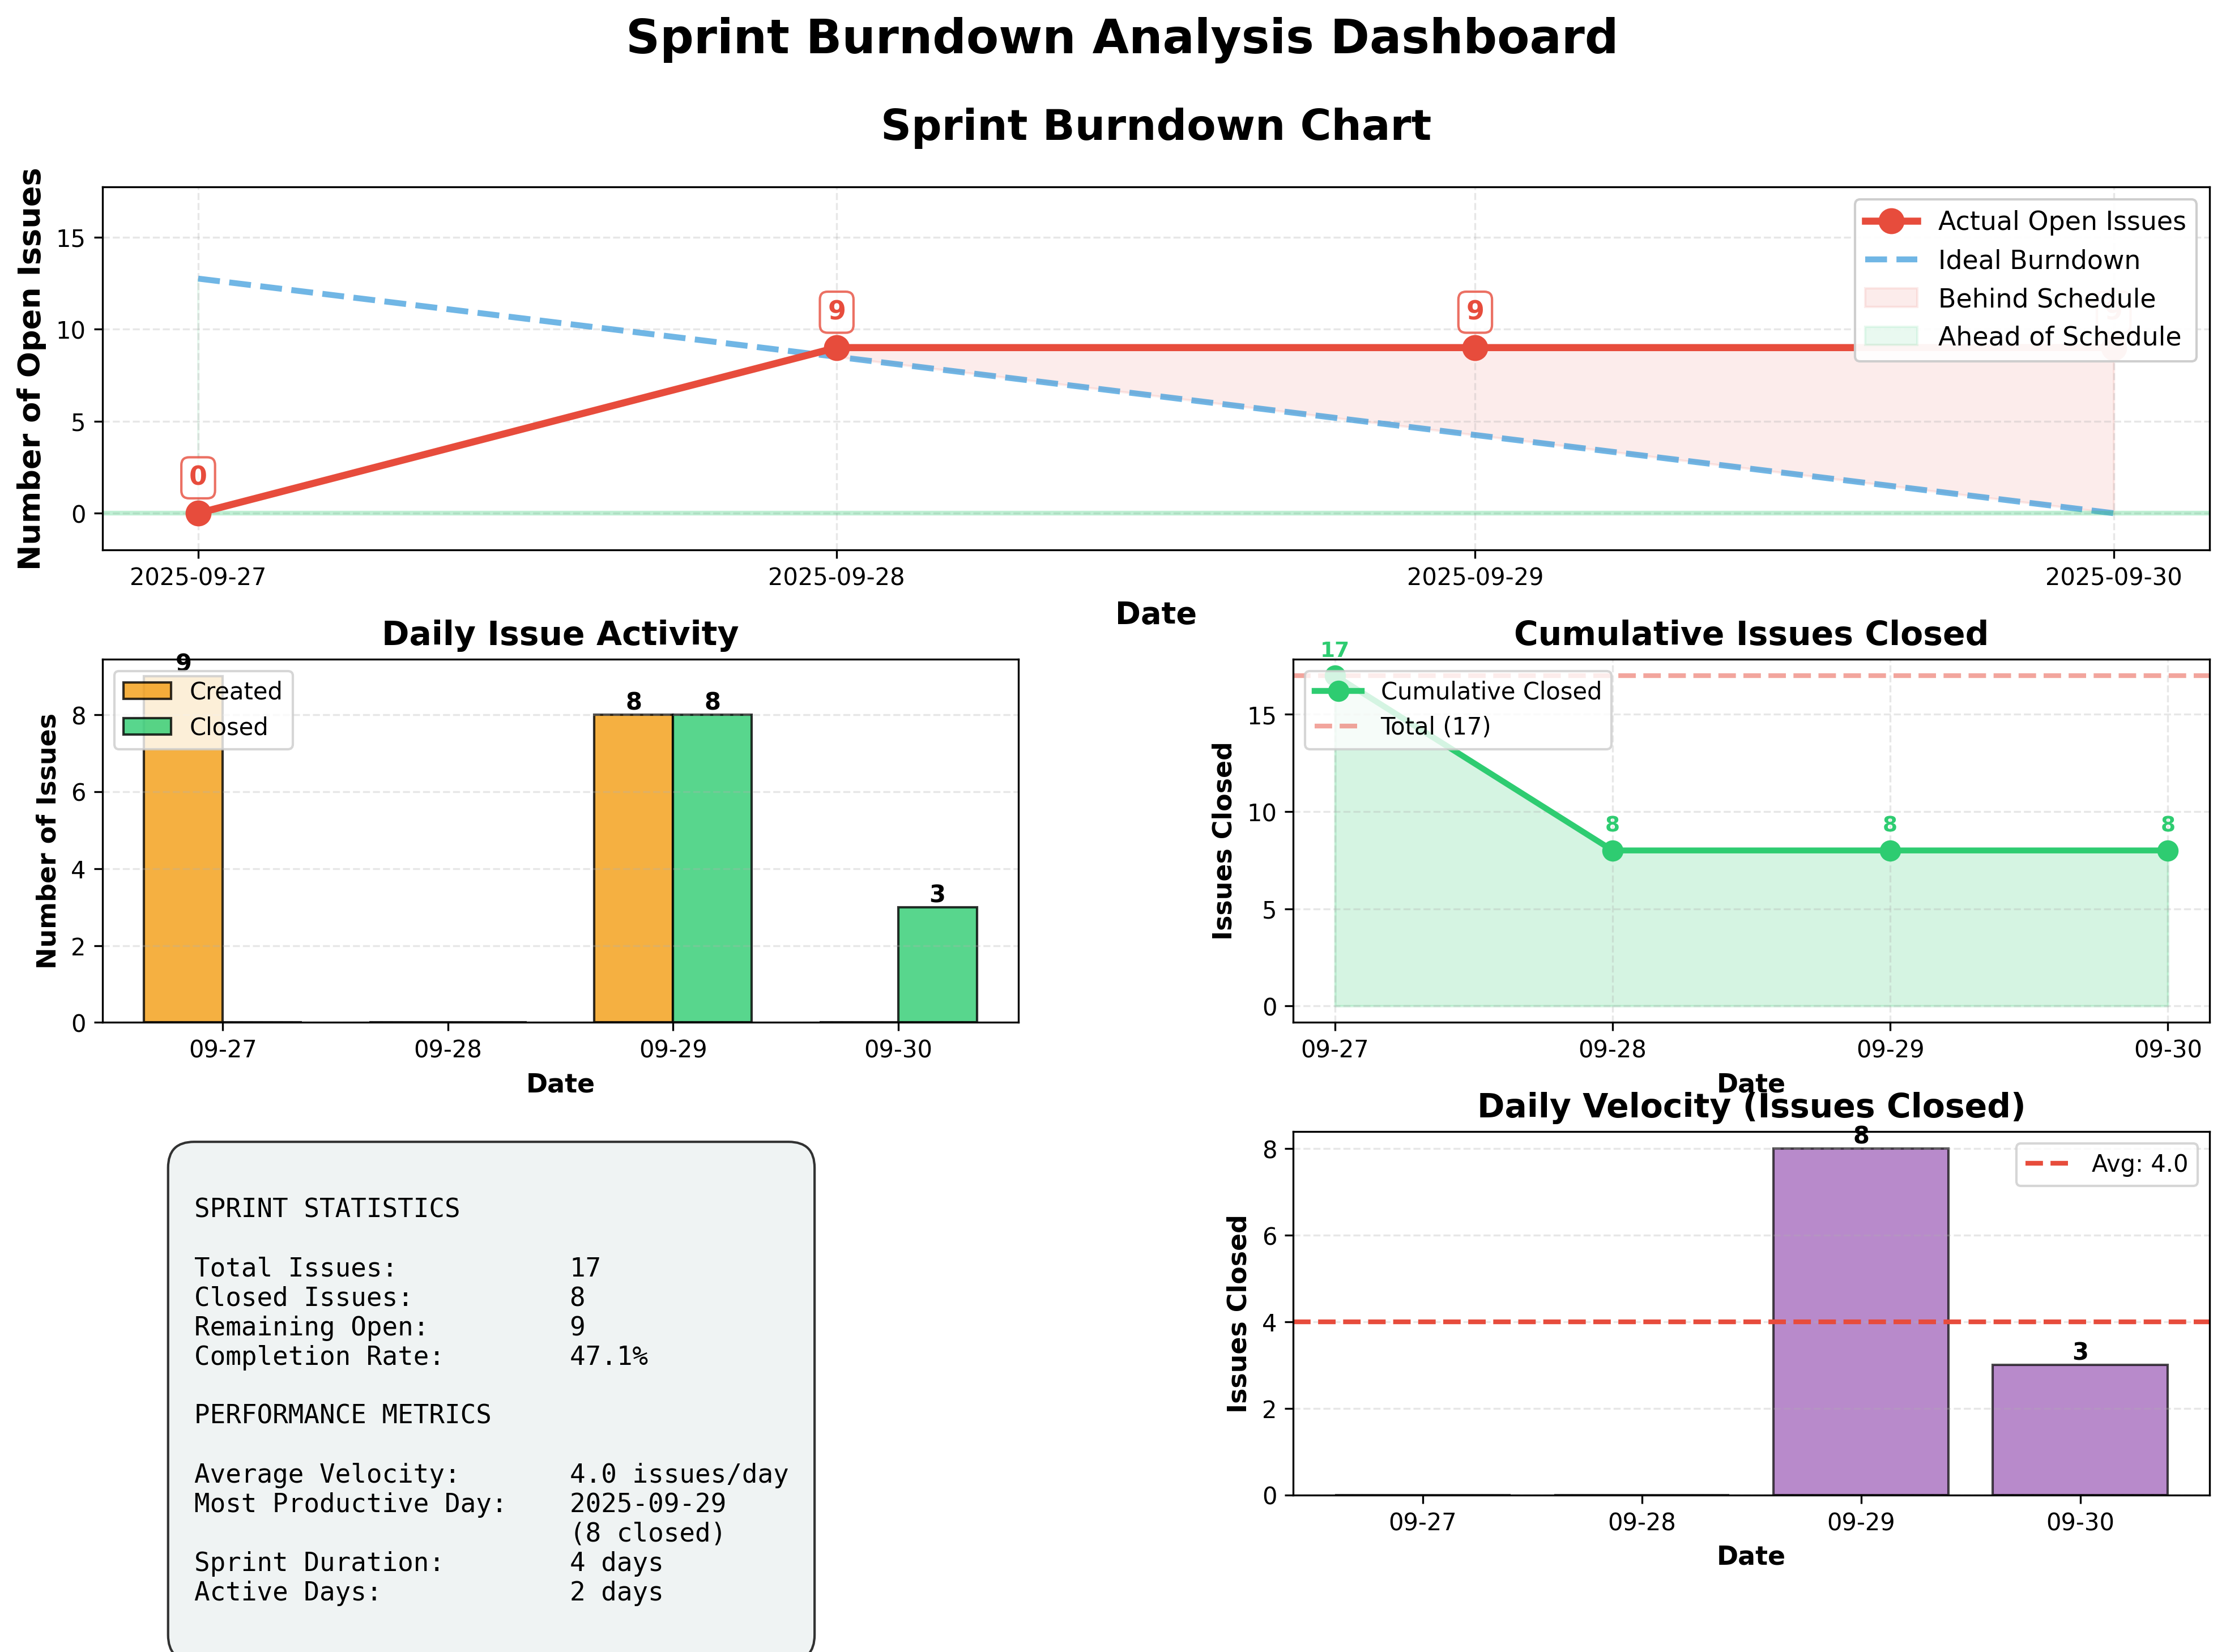 Sprint Burndown Analysis Dashboard
Sprint Burndown Chart
Number of Open Issues
15
10
5
0
0
9
9
9
Actual Open Issues
Ideal Burndown
Behind Schedule
Ahead of Schedule
2025-09-27
2025-09-28
2025-09-29
2025-09-30
Date
Daily Issue Activity
Number of Issues
8
6
4
2
0
9
8
8
3
Created
Closed
09-27
09-28
09-29
09-30
Date
Cumulative Issues Closed
Issues Closed
15
10
5
0
17
8
8
8
Cumulative Closed
Total (17)
09-27
09-28
09-29
09-30
Date
SPRINT STATISTICS
Total Issues: 17
Closed Issues: 8
Remaining Open: 9
Completion Rate: 47.1%
PERFORMANCE METRICS
Average Velocity: 4.0 issues/day
Most Productive Day: 2025-09-29
(8 closed)
Sprint Duration: 4 days
Active Days: 2 days
Daily Velocity (Issues Closed)
Issues Closed
8
6
4
2
0
8
3
Avg: 4.0
09-27
09-28
09-29
09-30
Date